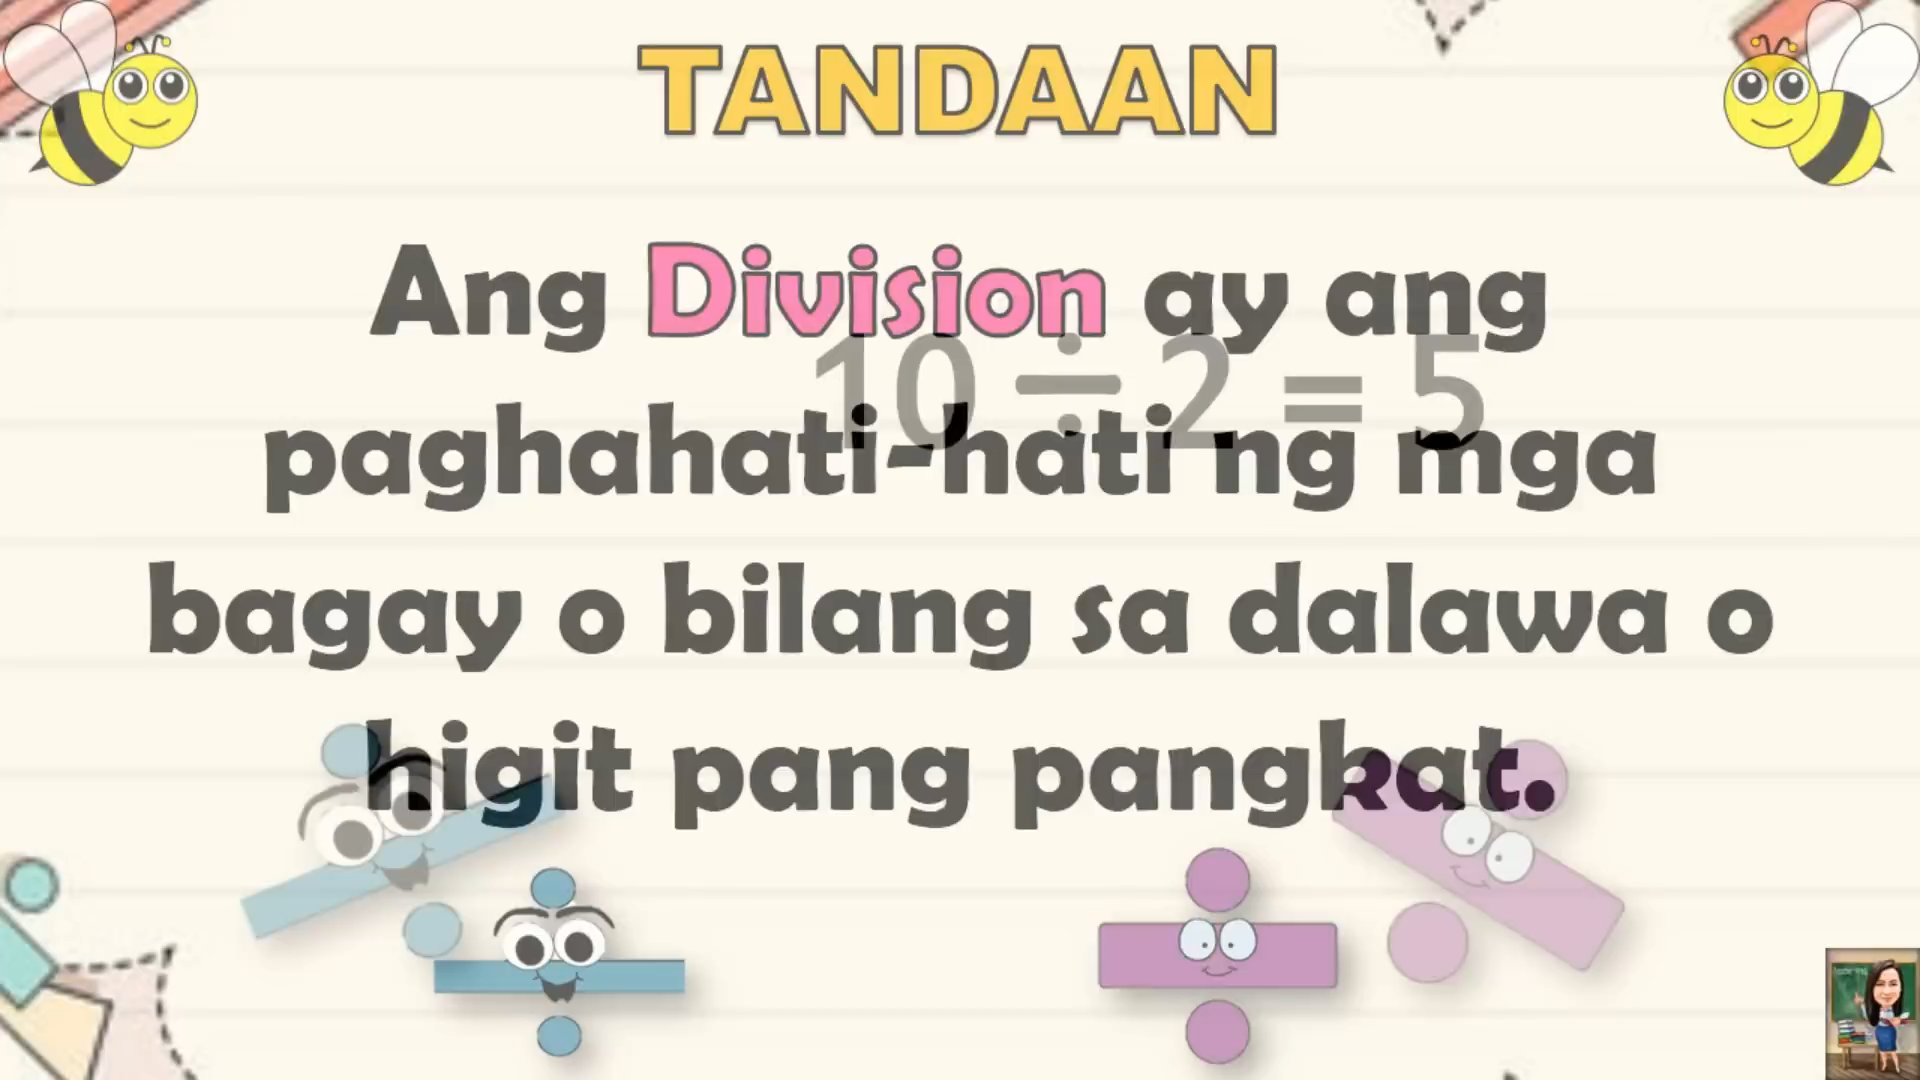 TANDAAN
Ang Division ay ang
10 ÷ 2 = 5
paghahati-hati ng mga
bagay o bilang sa dalawa o
higit pang pangkat.